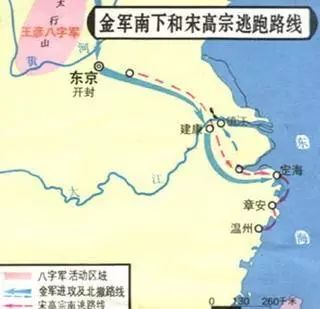 金军南下和宋高宗逃跑路线
太行山
王彦八字军
河
东京
开封
建康
镇江
定海
东
海
大
江
章安
温州
八字军活动区域
金军进攻及北撤路线
宋高宗南逃路线
0 130 260千米